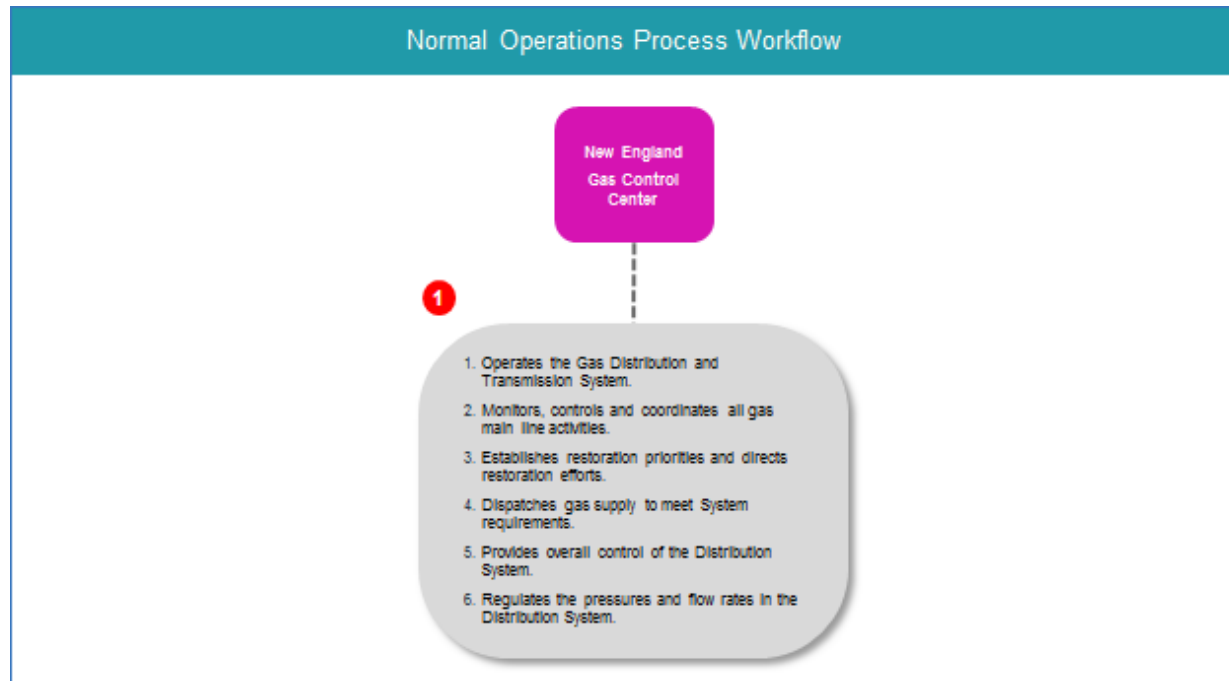 Normal Operations Process Workflow
New England
Gas Control
Center
1
1. Operates the Gas Distribution and
Transmission System.
2. Monitors, controls and coordinates all gas
main line activities.
3. Establishes restoration priorities and directs
restoration efforts.
4. Dispatches gas supply to meet System
requirements.
5. Provides overall control of the Distribution
System.
6. Regulates the pressures and flow rates in the
Distribution System.